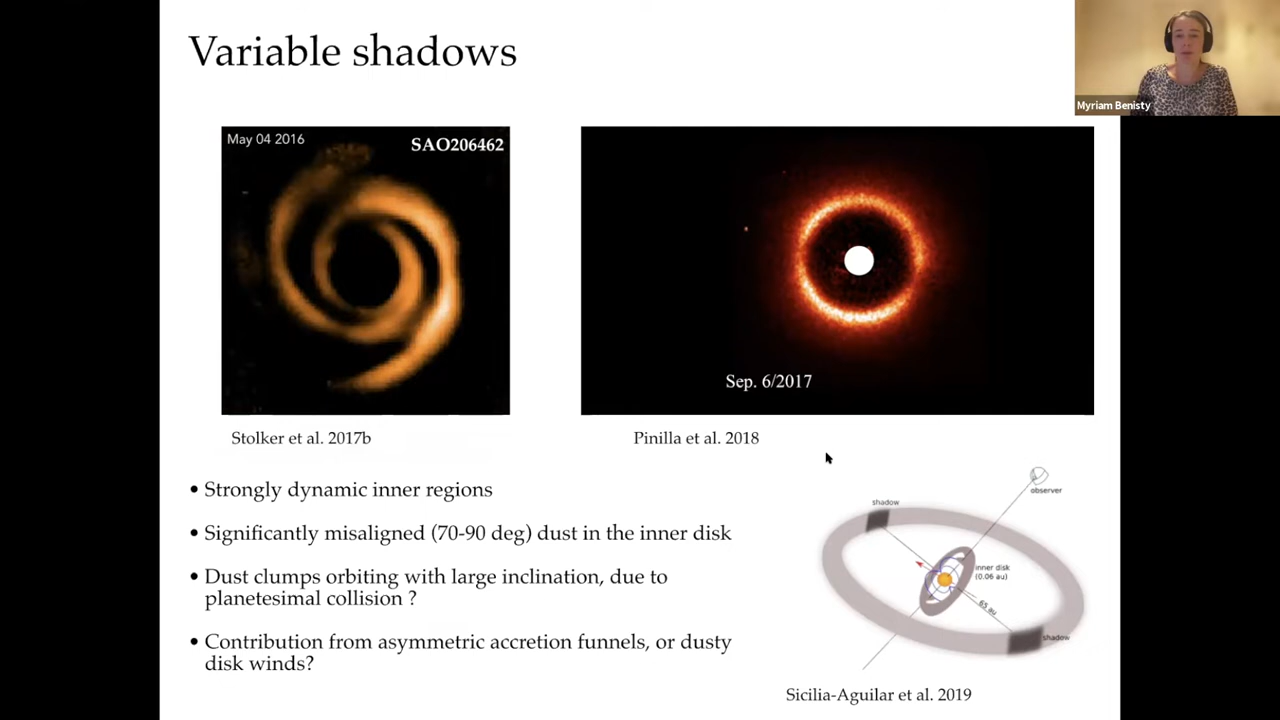 Variable shadows
Myriam Benisty
May 04 2016
SAO206462
Sep. 6/2017
Stolker et al. 2017b
Pinilla et al. 2018
• Strongly dynamic inner regions
• Significantly misaligned (70-90 deg) dust in the inner disk
• Dust clumps orbiting with large inclination, due to
planetesimal collision ?
• Contribution from asymmetric accretion funnels, or dusty
disk winds?
observer
shadow
inner disk
(0.06 au)
65 au
shadow
Sicilia-Aguilar et al. 2019